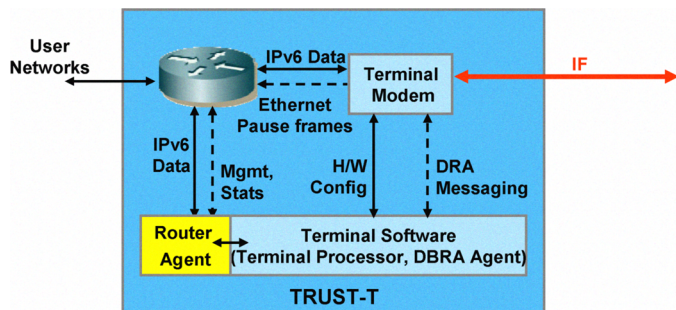 User
Networks
IPv6 Data
Ethernet
Pause frames
Terminal
Modem
IF
IPv6
Data
Mgmt,
Stats
H/W
Config
DRA
Messaging
Router
Agent
Terminal Software
(Terminal Processor, DBRA Agent)
TRUST-T